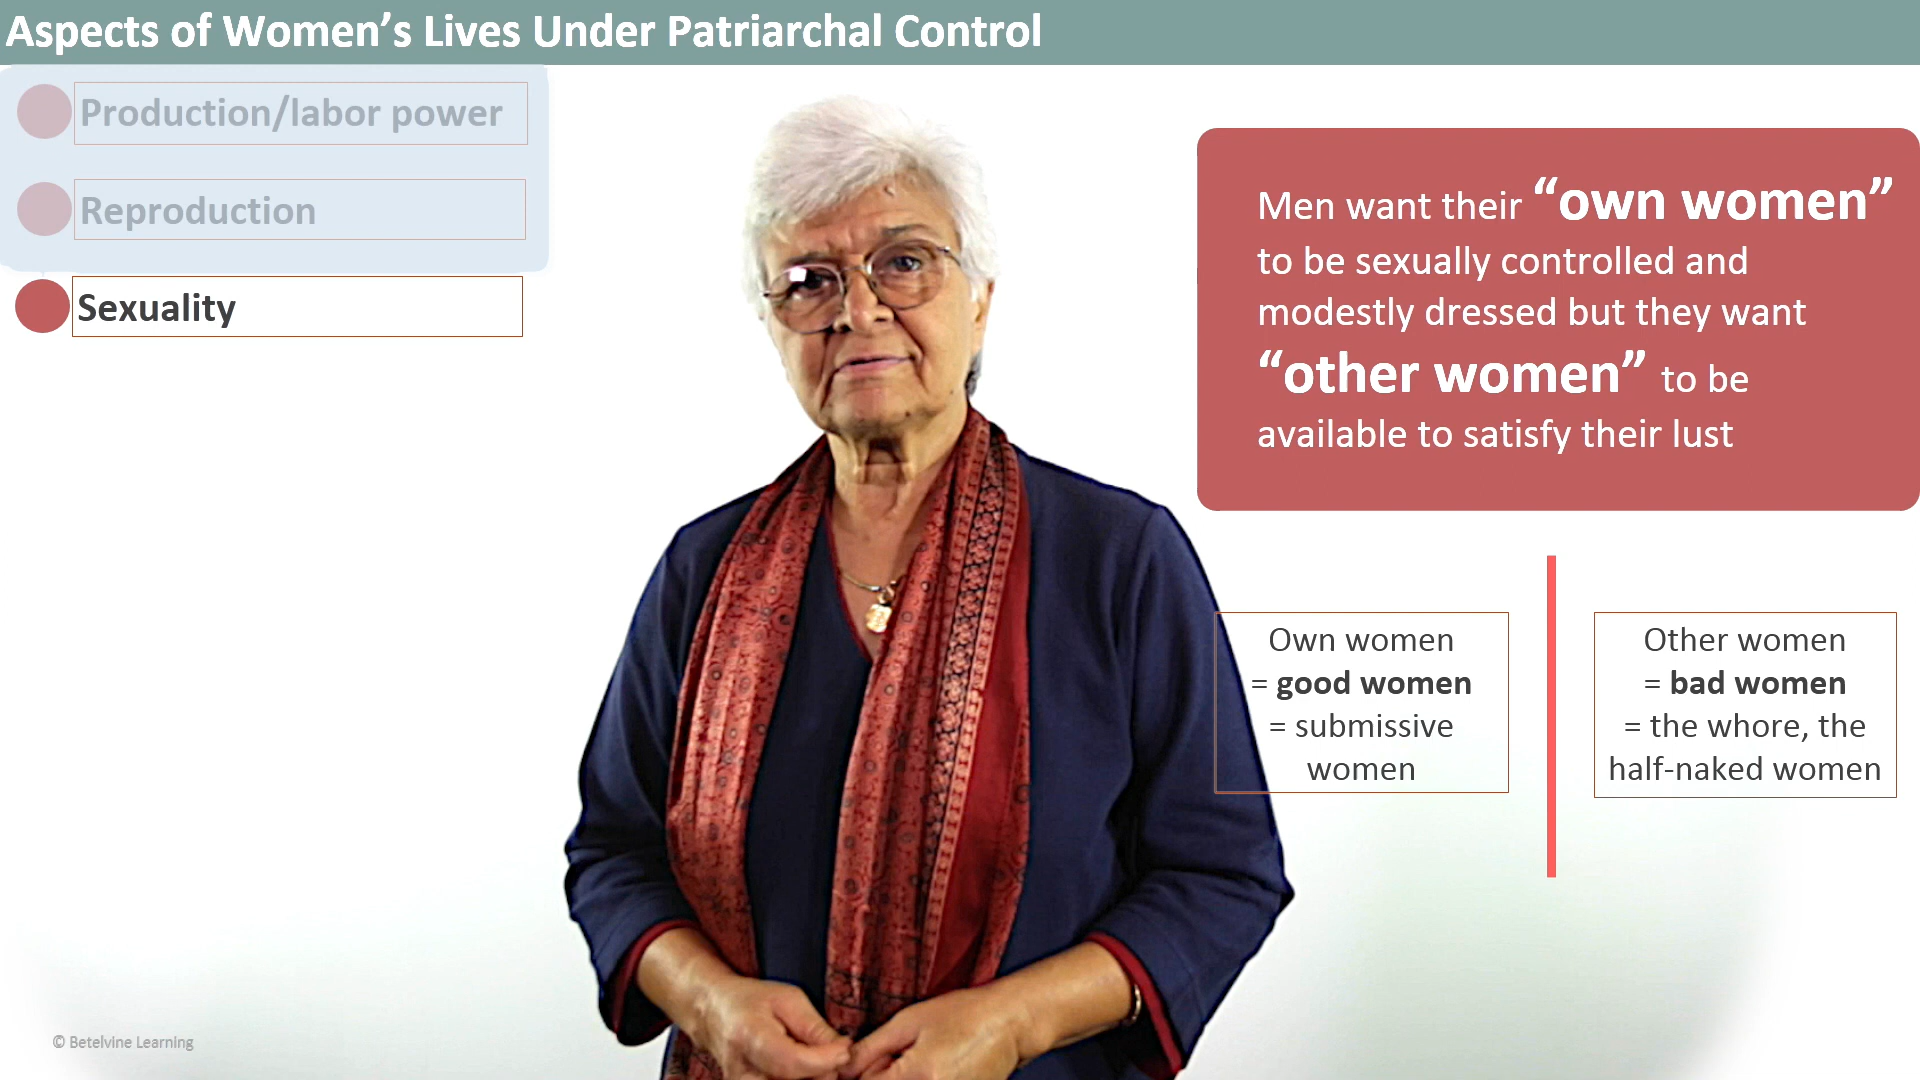 Aspects of Women’s Lives Under Patriarchal Control
Production/labor power
Reproduction
Sexuality
Men want their “own women”
to be sexually controlled and
modestly dressed but they want
“other women” to be
available to satisfy their lust
Own women
= good women
= submissive
women
Other women
= bad women
= the whore, the
half-naked women
© Betelvine Learning